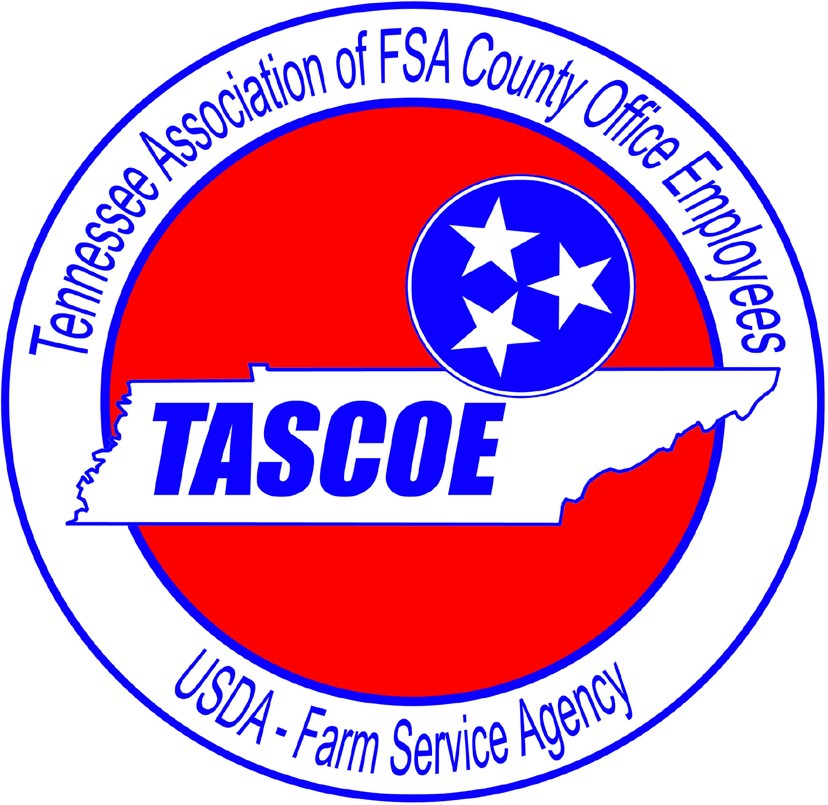 Tennessee Association of FSA County Office Employees
TASCOE
USDA - Farm Service Agency